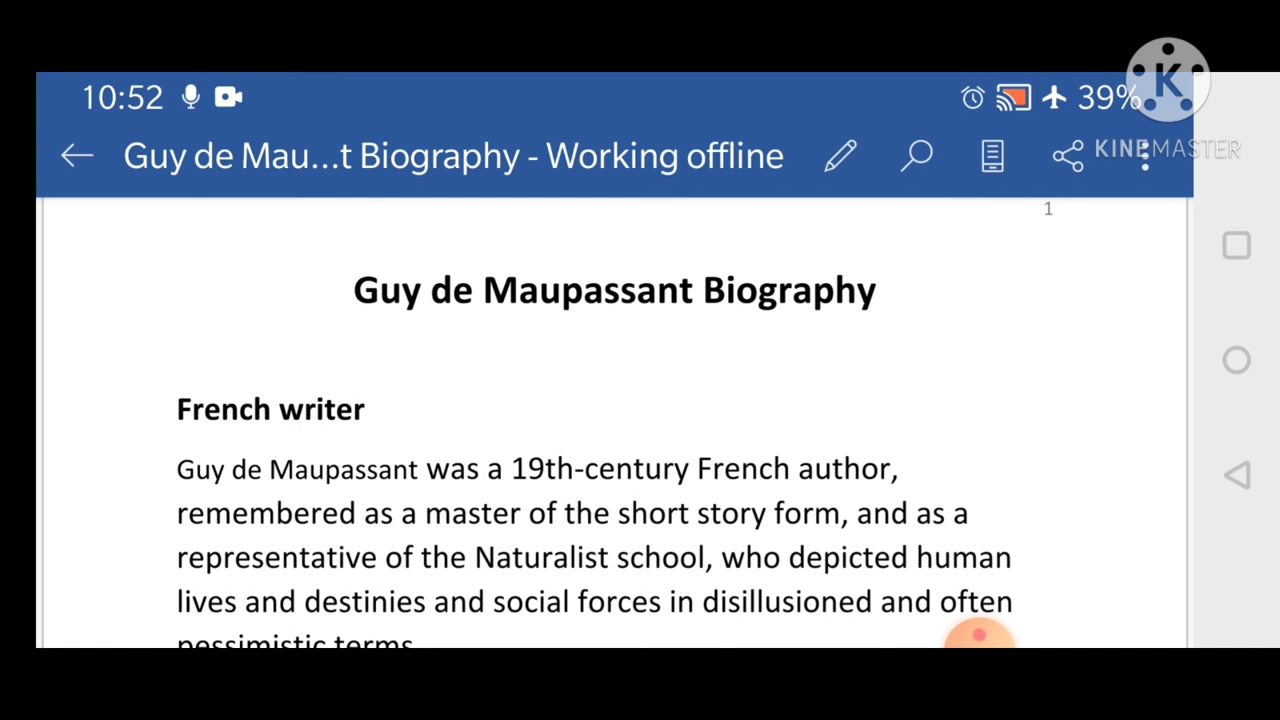 10:52 39%
Guy de Mau...t Biography - Working offline
K
KINEMASTER
1
Guy de Maupassant Biography
French writer
Guy de Maupassant was a 19th-century French author,
remembered as a master of the short story form, and as a
representative of the Naturalist school, who depicted human
lives and destinies and social forces in disillusioned and often
pessimistic terms.